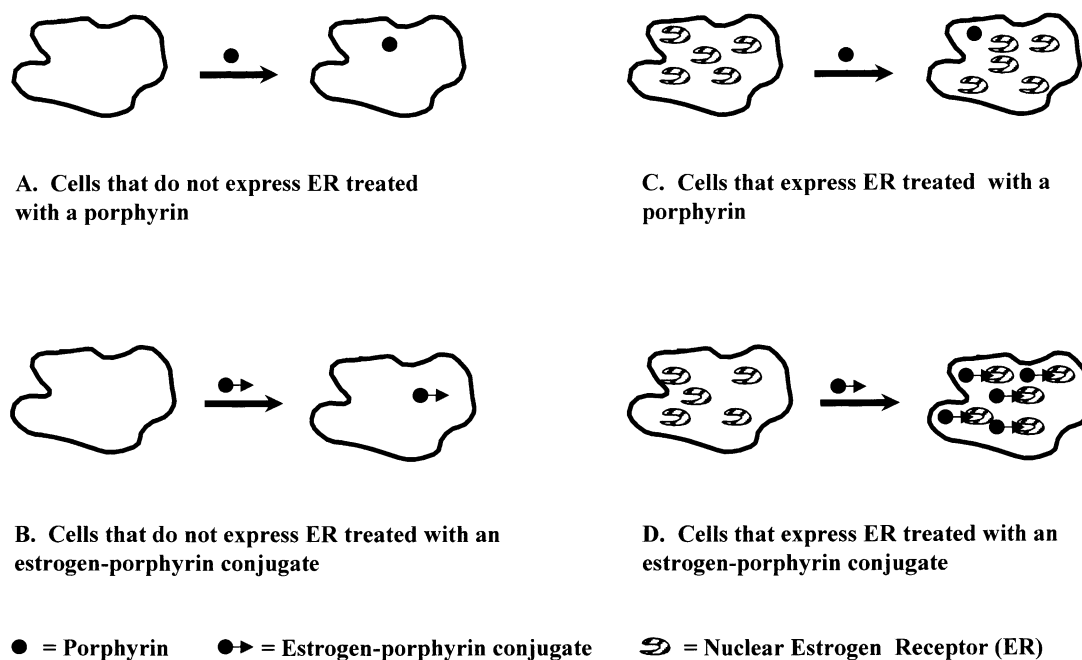 A. Cells that do not express ER treated
with a porphyrin
C. Cells that express ER treated with a
porphyrin
B. Cells that do not express ER treated with an
estrogen-porphyrin conjugate
D. Cells that express ER treated with an
estrogen-porphyrin conjugate
= Porphyrin
= Estrogen-porphyrin conjugate
= Nuclear Estrogen Receptor (ER)